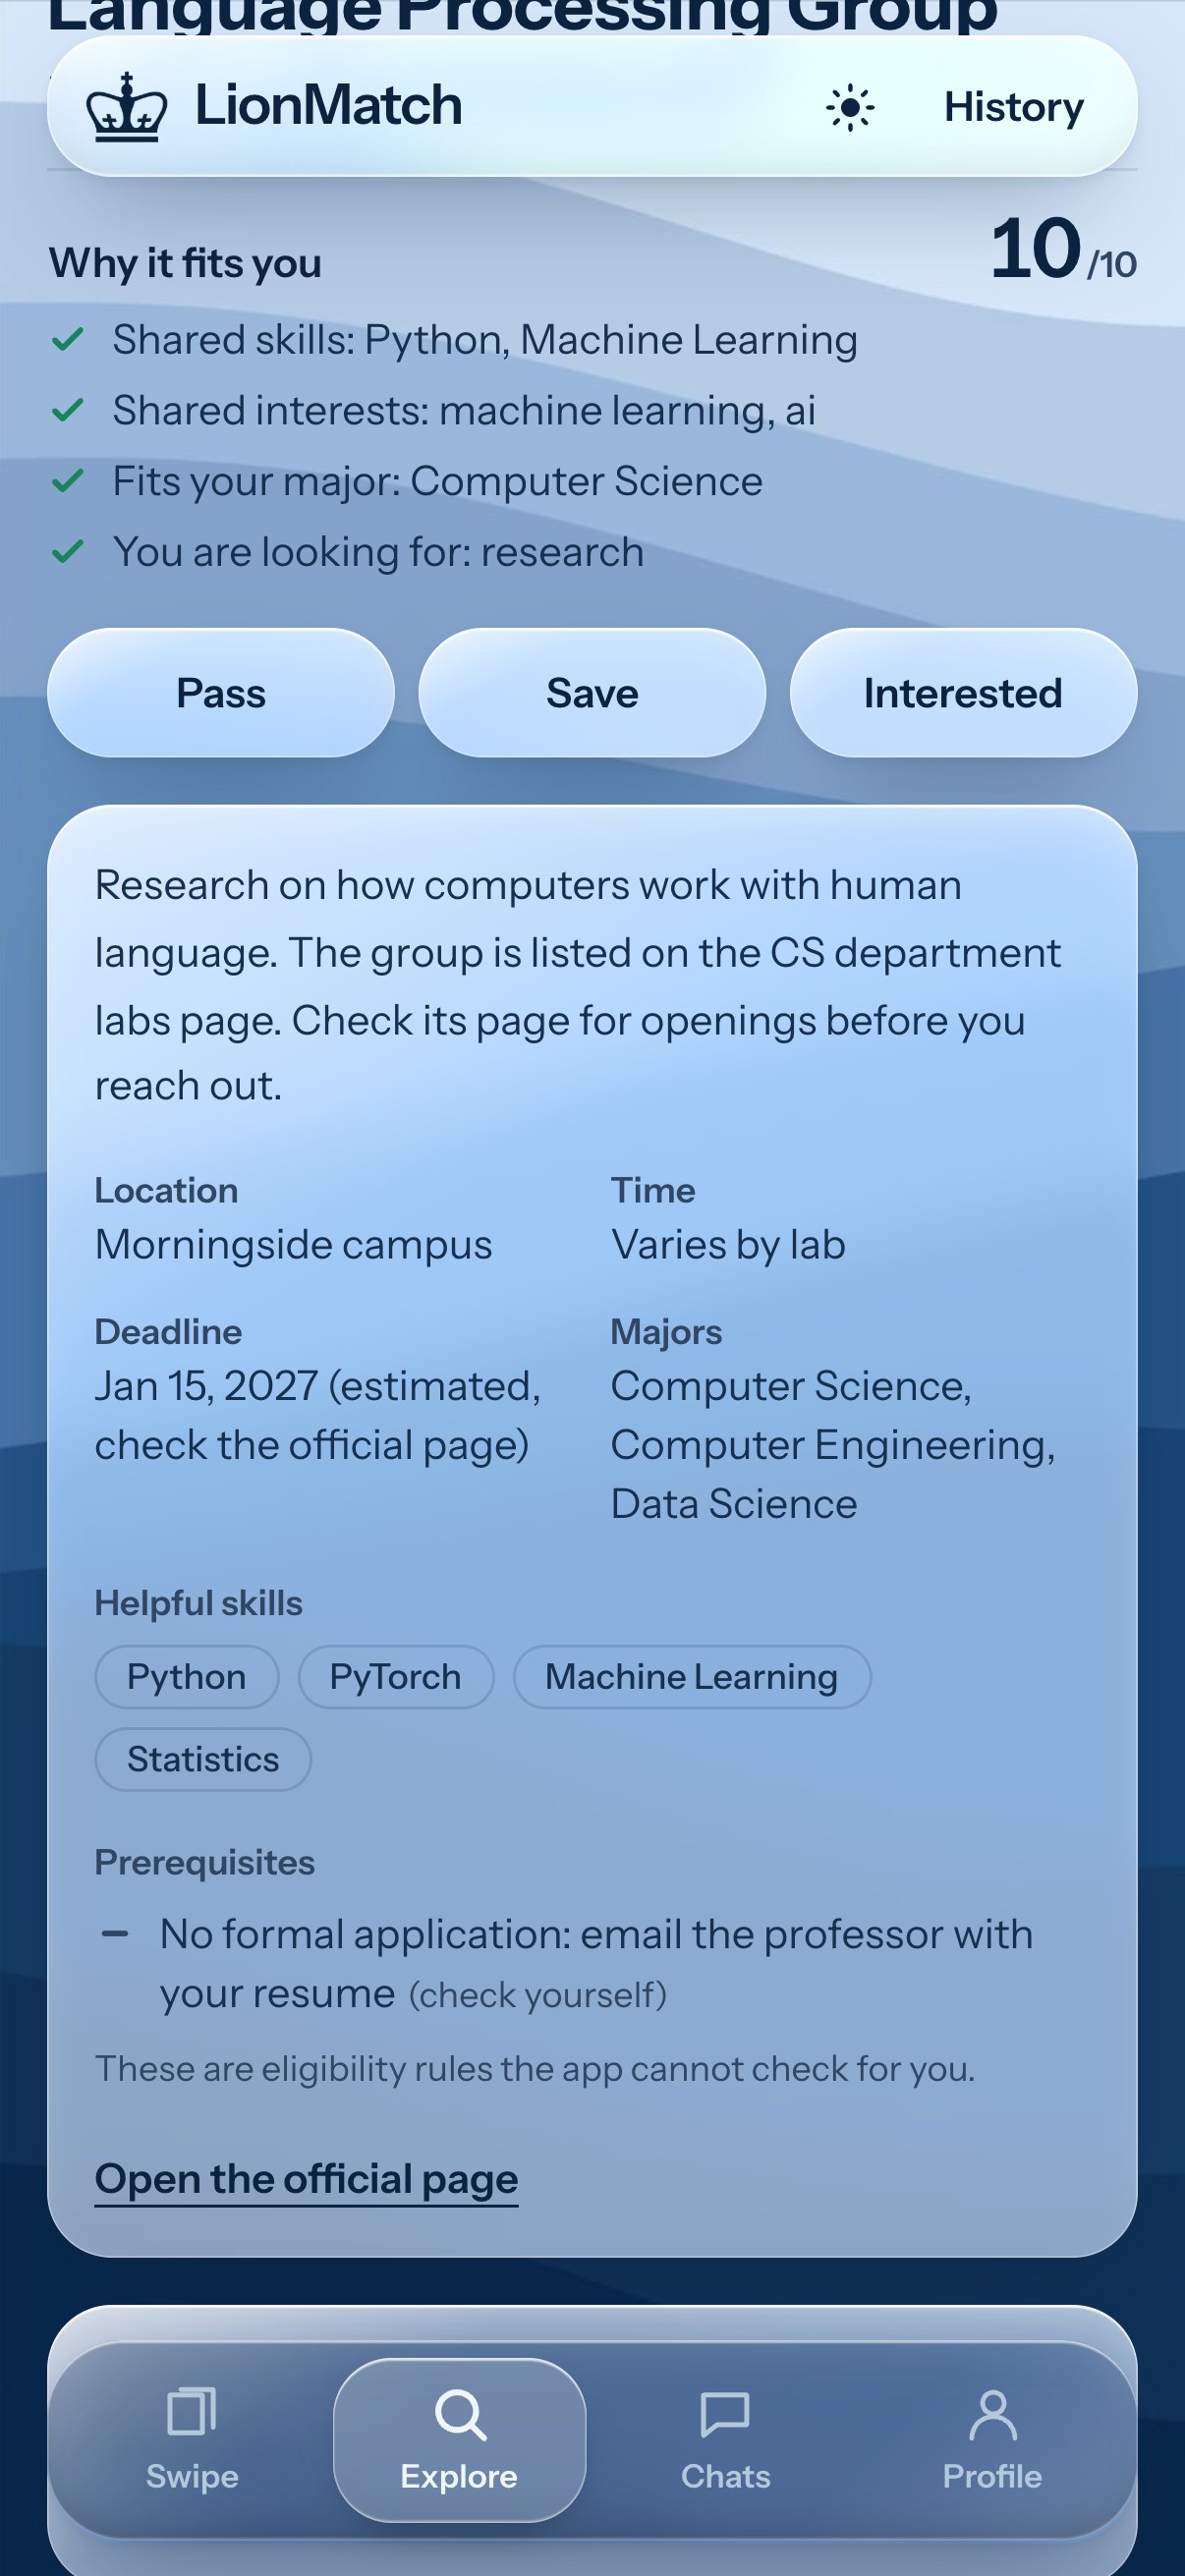 Language Processing Group
LionMatch
History
Why it fits you
10/10
Shared skills: Python, Machine Learning
Shared interests: machine learning, ai
Fits your major: Computer Science
You are looking for: research
Pass
Save
Interested
Research on how computers work with human
language. The group is listed on the CS department
labs page. Check its page for openings before you
reach out.
Location
Morningside campus
Time
Varies by lab
Deadline
Jan 15, 2027 (estimated,
check the official page)
Majors
Computer Science,
Computer Engineering,
Data Science
Helpful skills
Python
PyTorch
Machine Learning
Statistics
Prerequisites
No formal application: email the professor with
your resume (check yourself)
These are eligibility rules the app cannot check for you.
Open the official page
Swipe
Explore
Chats
Profile